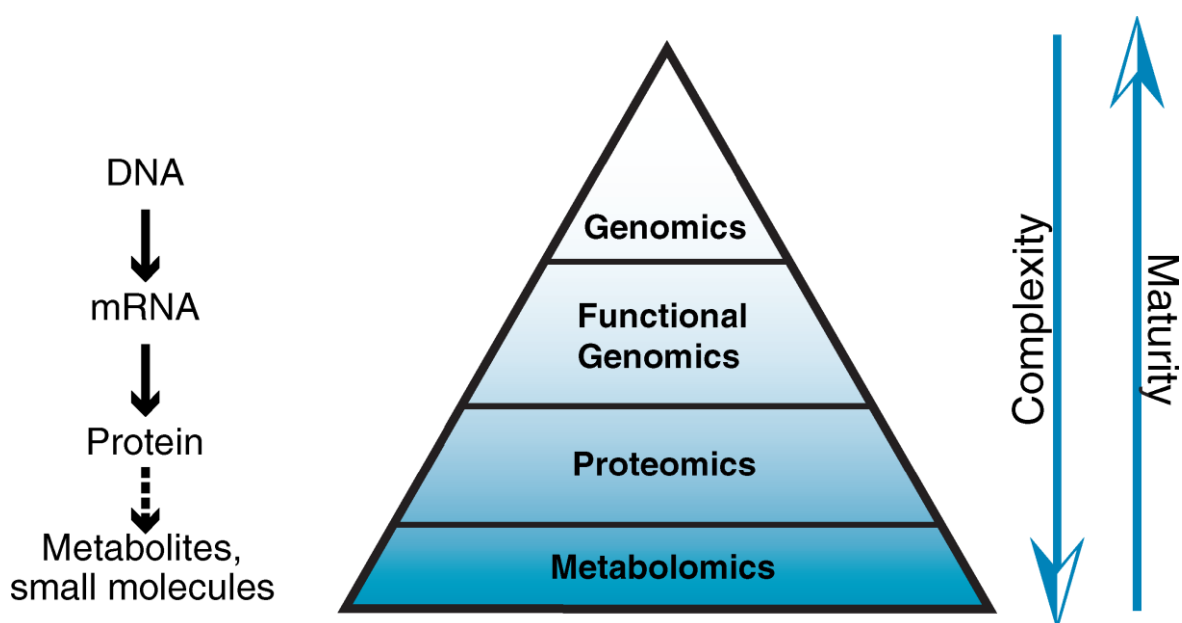 DNA
mRNA
Protein
Metabolites,
small molecules
Genomics
Functional
Genomics
Proteomics
Metabolomics
Complexity
Maturity